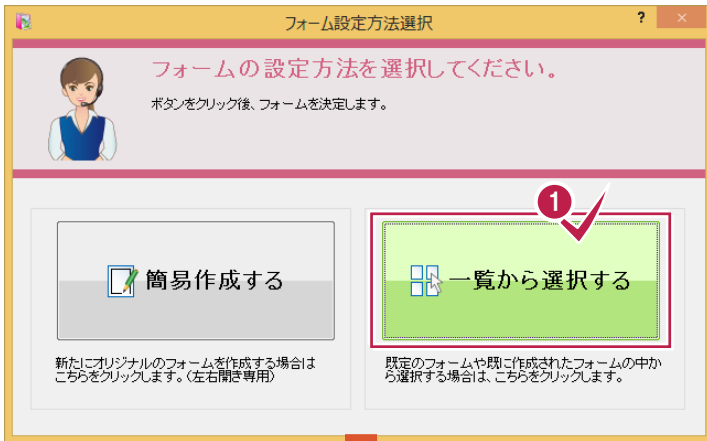 フォーム設定方法選択
?
×
フォームの設定方法を選択してください。
ボタンをクリック後、フォームを決定します。
1
簡易作成する
一覧から選択する
新たにオリジナルのフォームを作成する場合は
こちらをクリックします。(左右開き専用)
既定のフォームや既に作成されたフォームの中か
ら選択する場合は、こちらをクリックします。